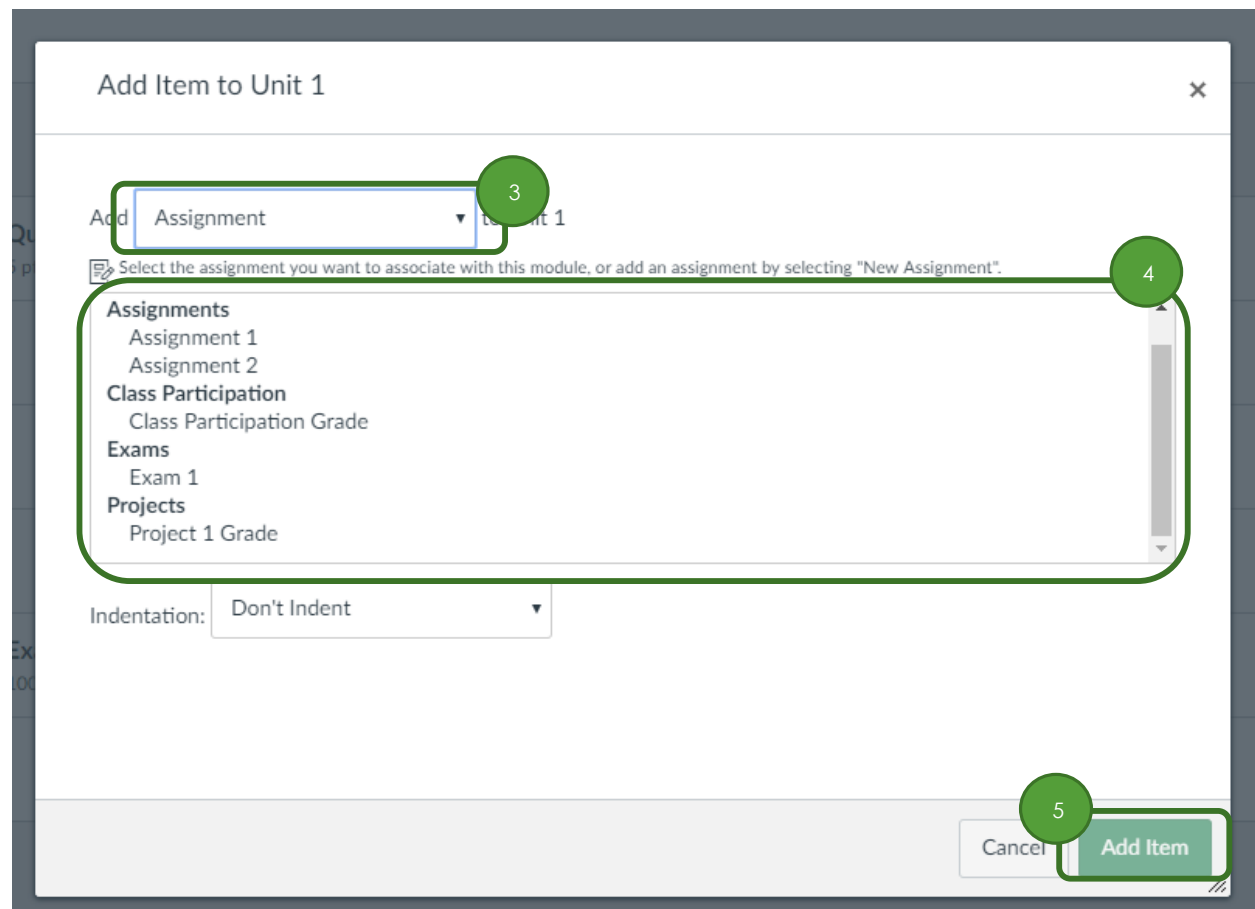 Add Item to Unit 1
×
3
Add Assignment to Unit 1
Select the assignment you want to associate with this module, or add an assignment by selecting "New Assignment".
4
Assignments
Assignment 1
Assignment 2
Class Participation
Class Participation Grade
Exams
Exam 1
Projects
Project 1 Grade
Indentation: Don't Indent
5
Cancel Add Item